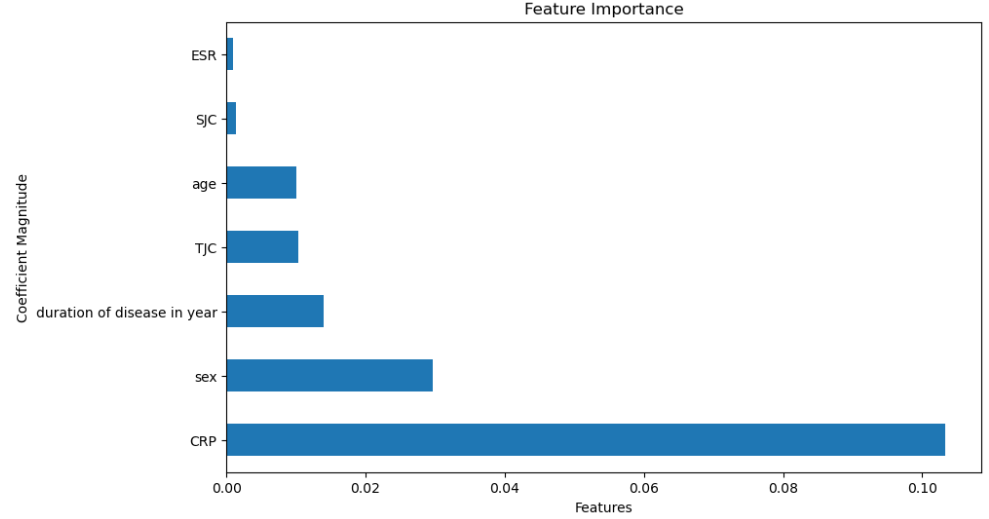 Feature Importance
ESR
SJC
age
TJC
duration of disease in year
sex
CRP
Coefficient Magnitude
0.00 0.02 0.04 0.06 0.08 0.10
Features